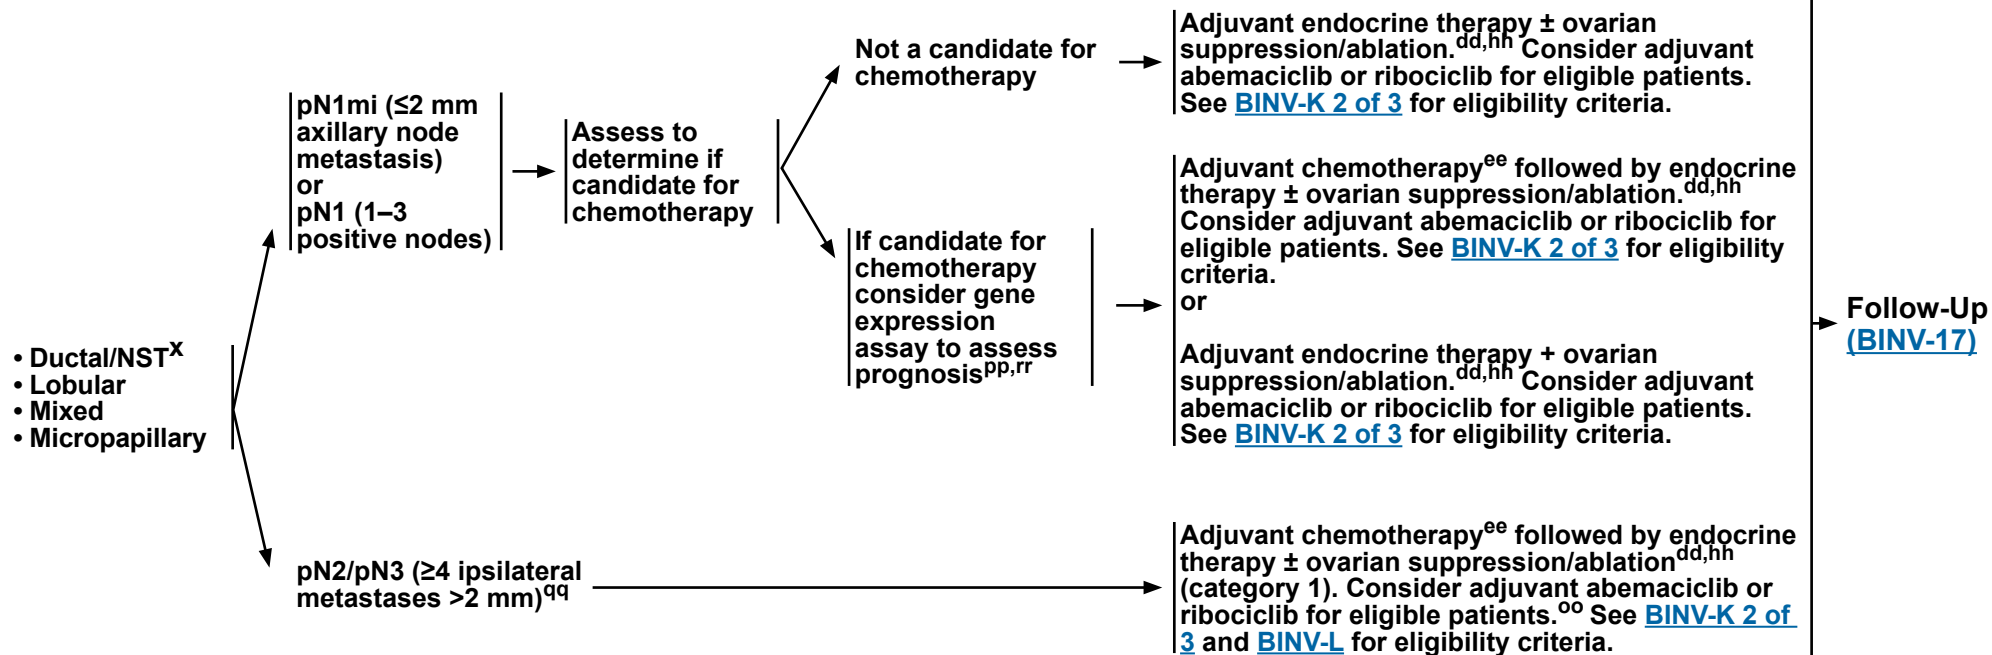 • Ductal/NSTx
• Lobular
• Mixed
• Micropapillary
pN1mi (≤2 mm
axillary node
metastasis)
or
pN1 (1–3
positive nodes)
Assess to
determine if
candidate for
chemotherapy
Not a candidate for
chemotherapy
Adjuvant endocrine therapy ± ovarian
suppression/ablation.dd,hh Consider adjuvant
abemaciclib or ribociclib for eligible patients.
See BINV-K 2 of 3 for eligibility criteria.
If candidate for
chemotherapy
consider gene
expression
assay to assess
prognosispp,rr
Adjuvant chemotherapyee followed by endocrine
therapy ± ovarian suppression/ablation.dd,hh
Consider adjuvant abemaciclib or ribociclib for
eligible patients. See BINV-K 2 of 3 for eligibility
criteria.
or
Adjuvant endocrine therapy + ovarian
suppression/ablation.dd,hh Consider adjuvant
abemaciclib or ribociclib for eligible patients.
See BINV-K 2 of 3 for eligibility criteria.
pN2/pN3 (≥4 ipsilateral
metastases >2 mm)qq
Adjuvant chemotherapyee followed by endocrine
therapy ± ovarian suppression/ablationdd,hh
(category 1). Consider adjuvant abemaciclib or
ribociclib for eligible patients.oo See BINV-K 2 of
3 and BINV-L for eligibility criteria.
Follow-Up
(BINV-17)